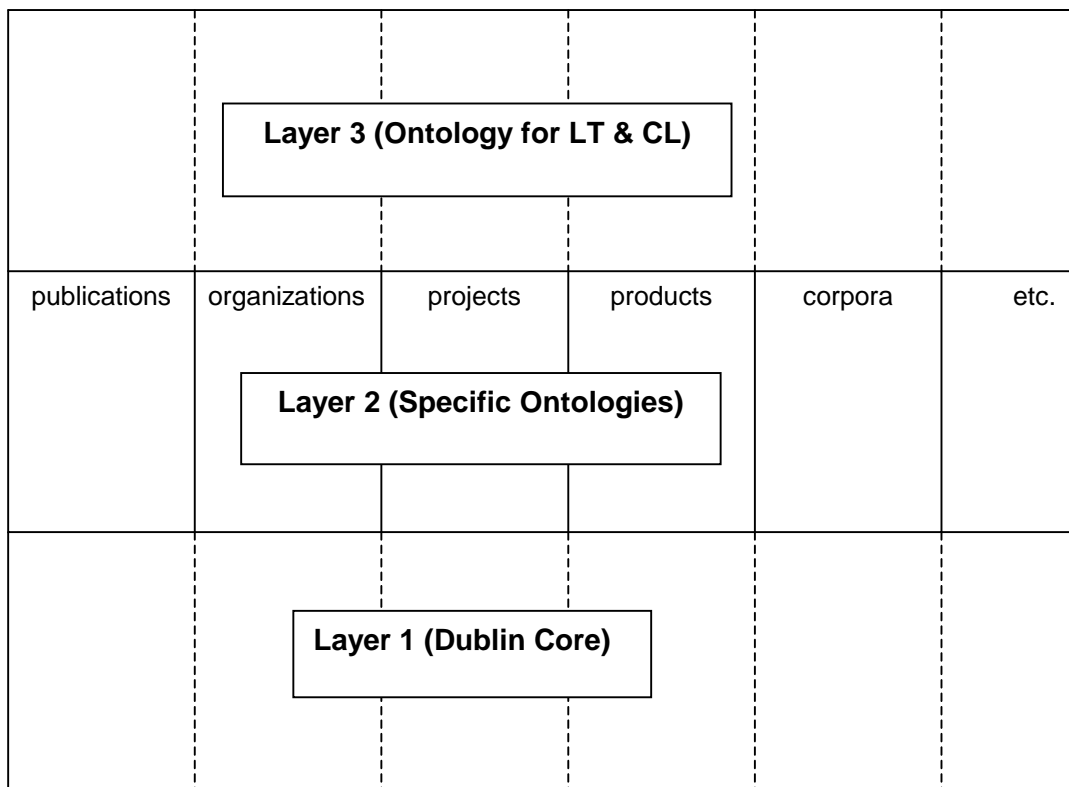 Layer 3 (Ontology for LT & CL)
publications organizations projects products corpora etc.
Layer 2 (Specific Ontologies)
Layer 1 (Dublin Core)